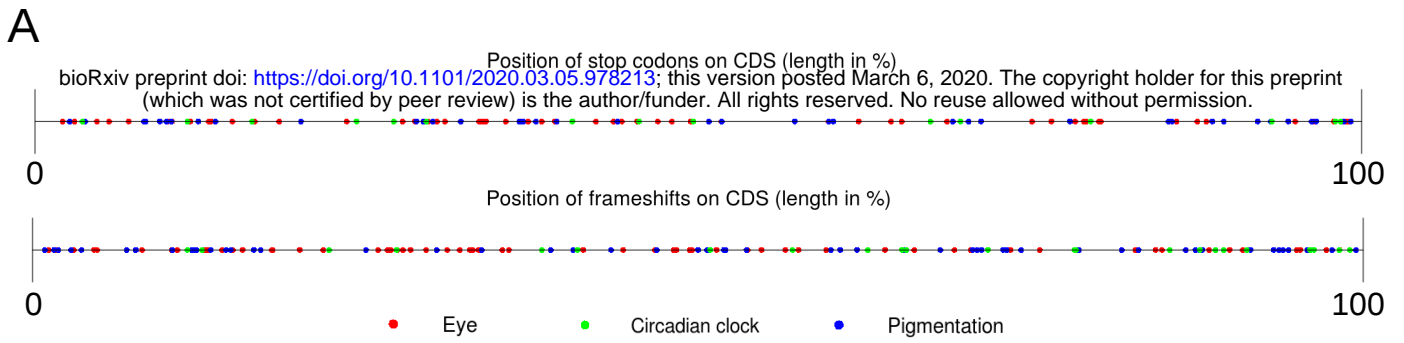 A
Position of stop codons on CDS (length in %)
bioRxiv preprint doi: https://doi.org/10.1101/2020.03.05.978213; this version posted March 6, 2020. The copyright holder for this preprint
(which was not certified by peer review) is the author/funder. All rights reserved. No reuse allowed without permission.
0 100
Position of frameshifts on CDS (length in %)
0 100
Eye Circadian clock Pigmentation